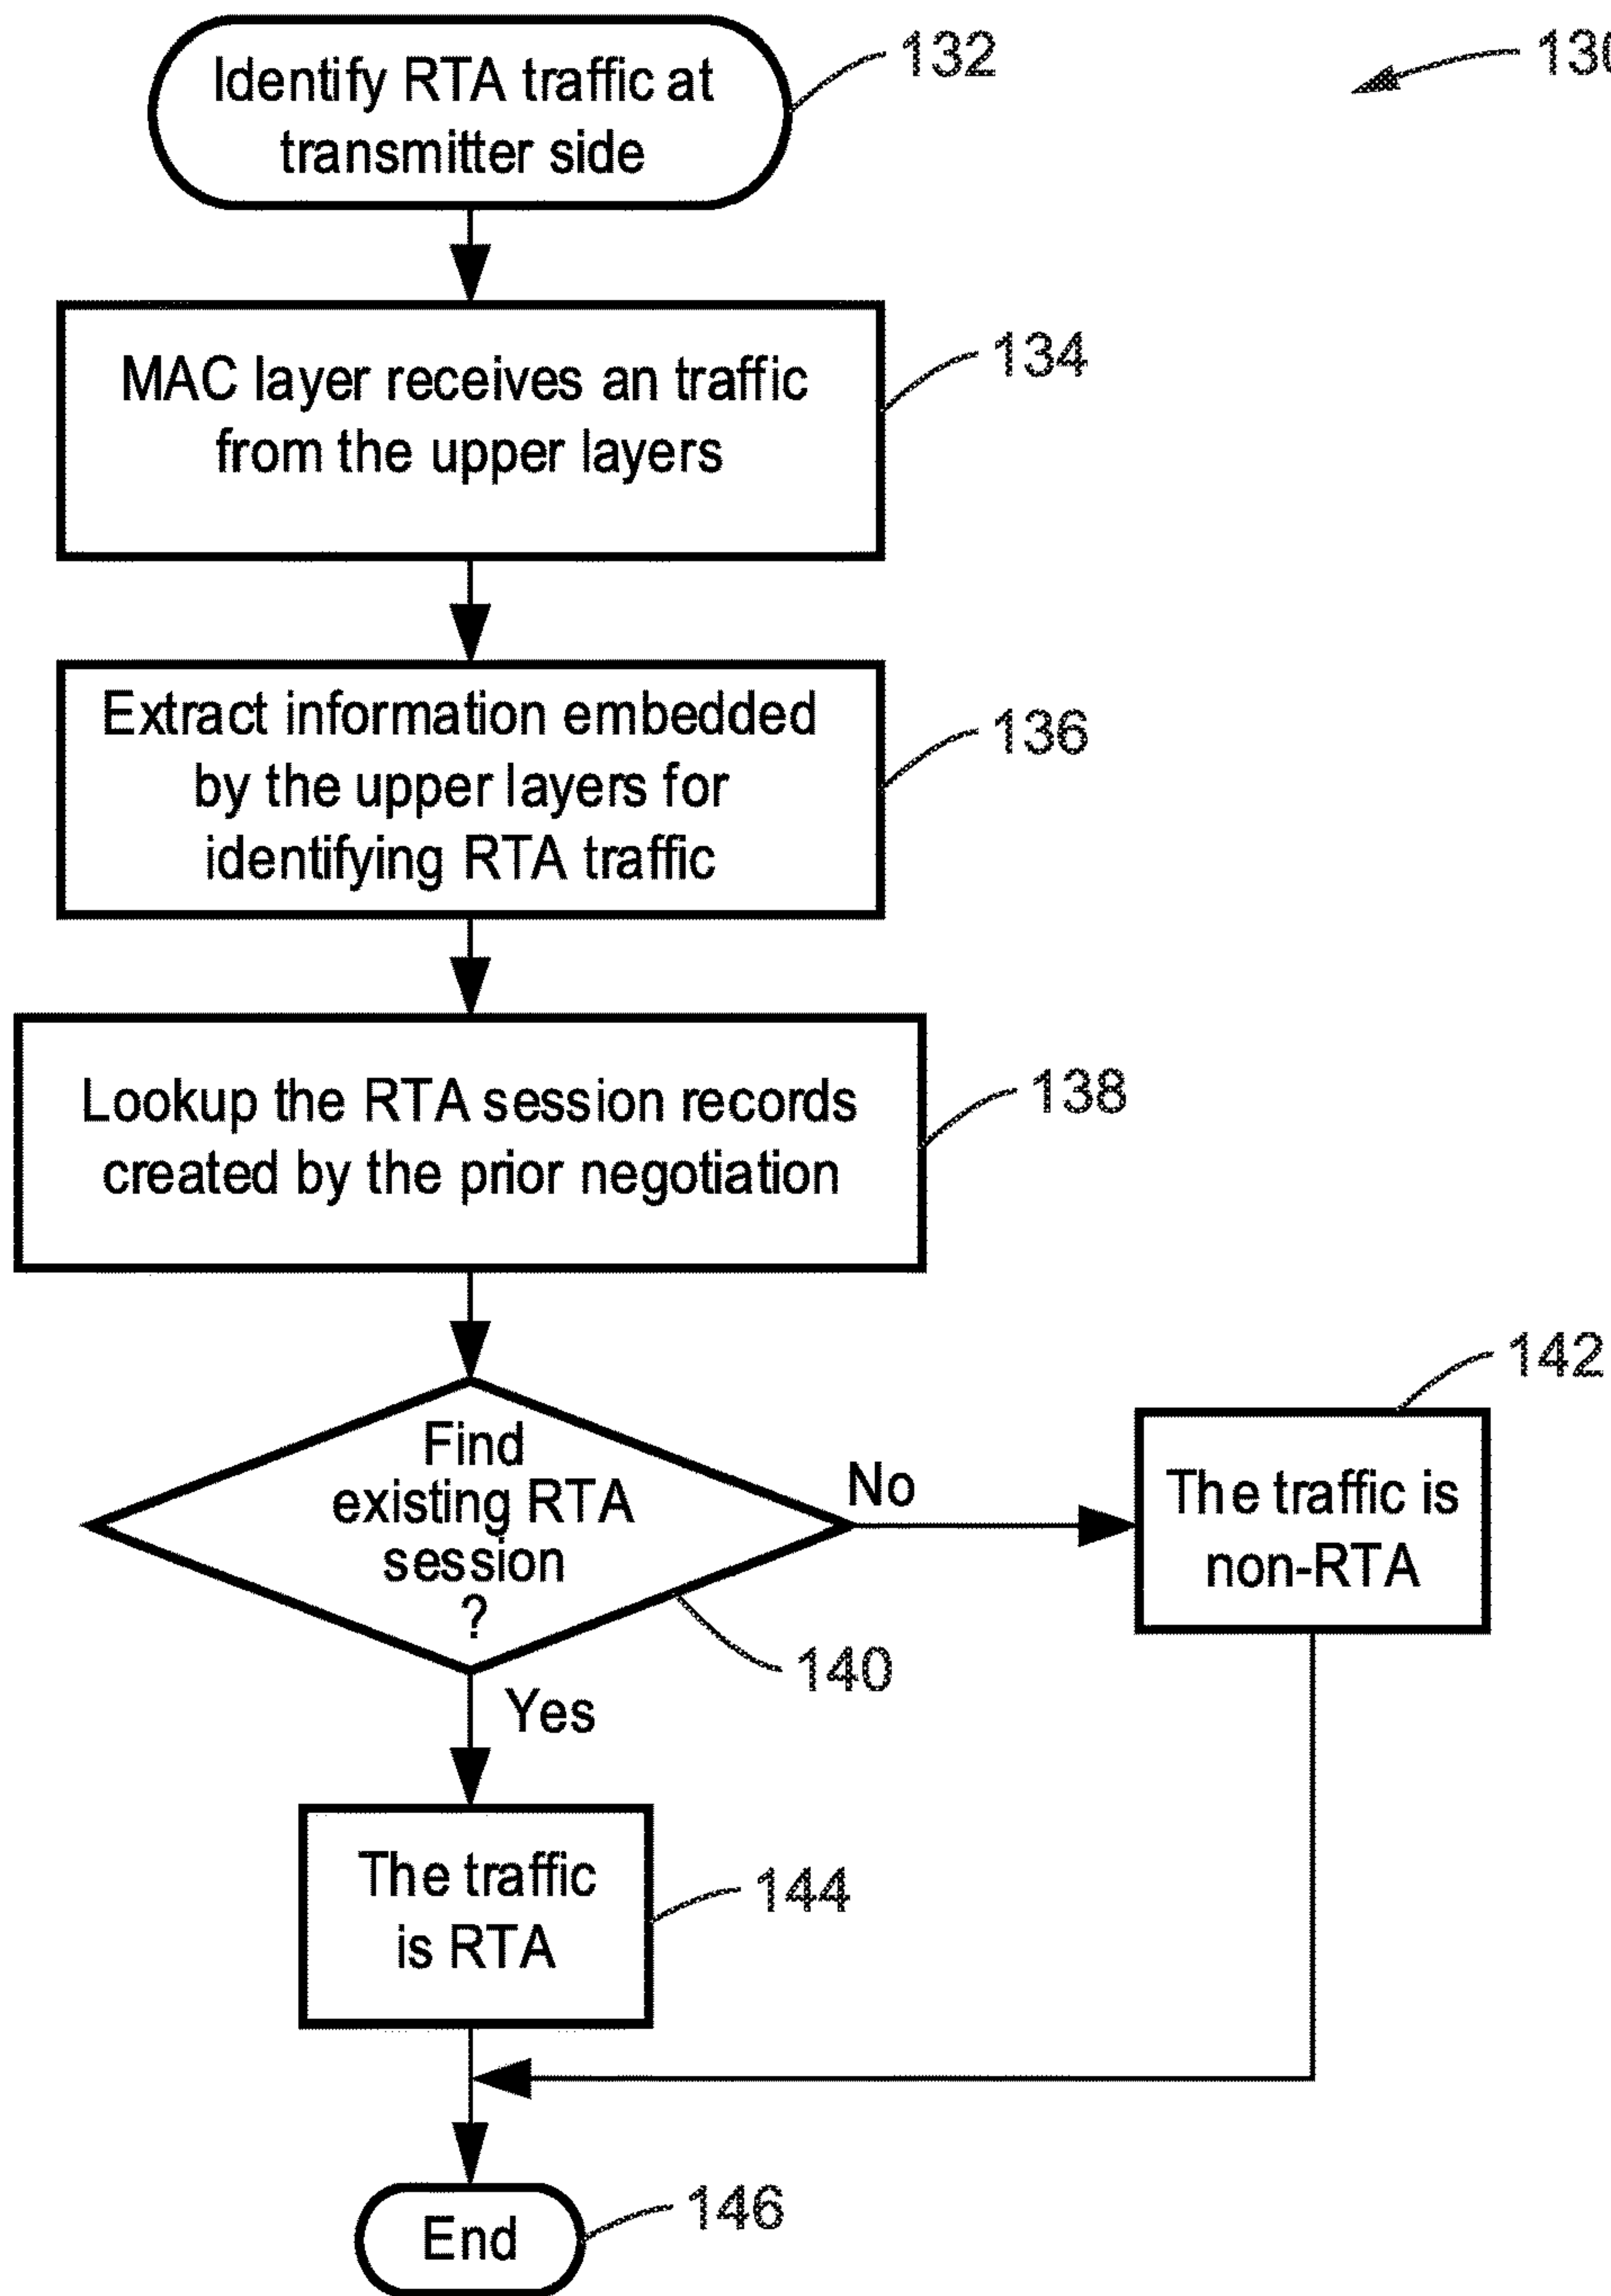 Identify RTA traffic at
transmitter side
132
130
MAC layer receives an traffic
from the upper layers
134
Extract information embedded
by the upper layers for
identifying RTA traffic
136
Lookup the RTA session records
created by the prior negotiation
138
Find
existing RTA
session
?
140
No
142
The traffic is
non-RTA
Yes
The traffic
is RTA
144
End
146